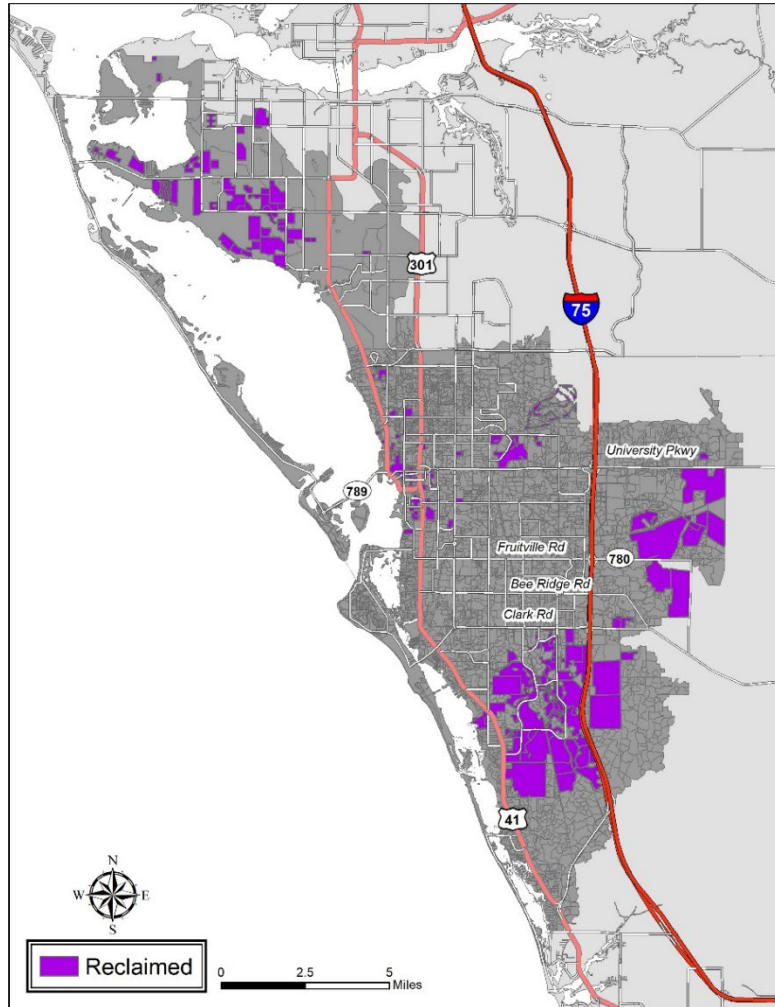 301
75
University Pkwy
789
Fruitville Rd
780
Bee Ridge Rd
Clark Rd
41
N
W E
S
Reclaimed
0 2.5 5
Miles